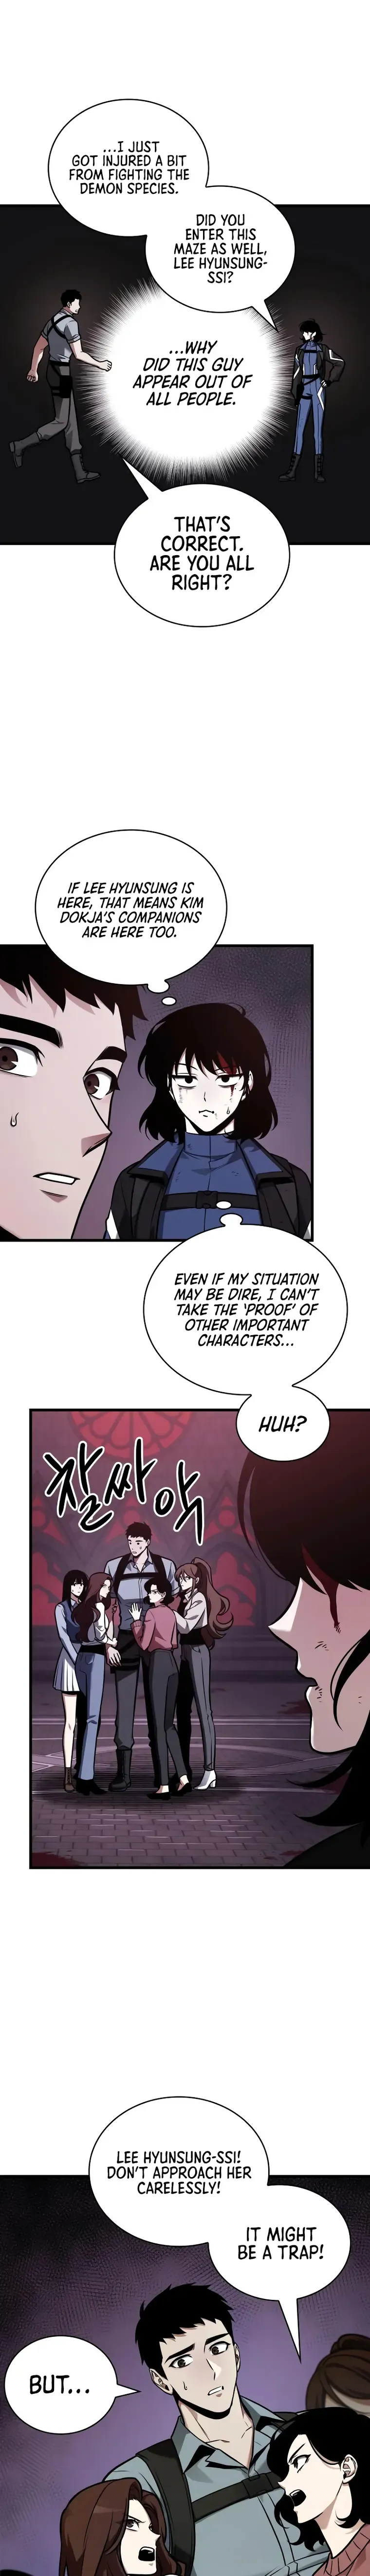 ...I JUST
GOT INJURED A BIT
FROM FIGHTING THE
DEMON SPECIES.
DID YOU
ENTER THIS
MAZE AS WELL,
LEE HYUNSUNG-
SSI?
...WHY
DID THIS GUY
APPEAR OUT OF
ALL PEOPLE.
THAT'S
CORRECT.
ARE YOU ALL
RIGHT?
IF LEE HYUNSUNG IS
HERE, THAT MEANS KIM
DOKJA'S COMPANIONS
ARE HERE TOO.
EVEN IF MY SITUATION
MAY BE DIRE, I CAN'T
TAKE THE 'PROOF' OF
OTHER IMPORTANT
CHARACTERS...
HUH?
찰싸악
LEE HYUNSUNG-SSI!
DON'T APPROACH HER
CARELESSLY!
IT MIGHT
BE A TRAP!
BUT...